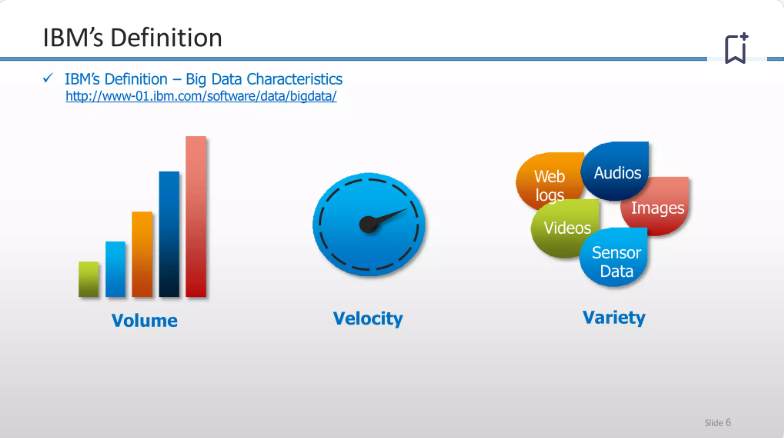 IBM’s Definition
✓ IBM’s Definition – Big Data Characteristics
http://www-01.ibm.com/software/data/bigdata/
Web
logs
Audios
Images
Videos
Sensor
Data
Volume
Velocity
Variety
Slide 6